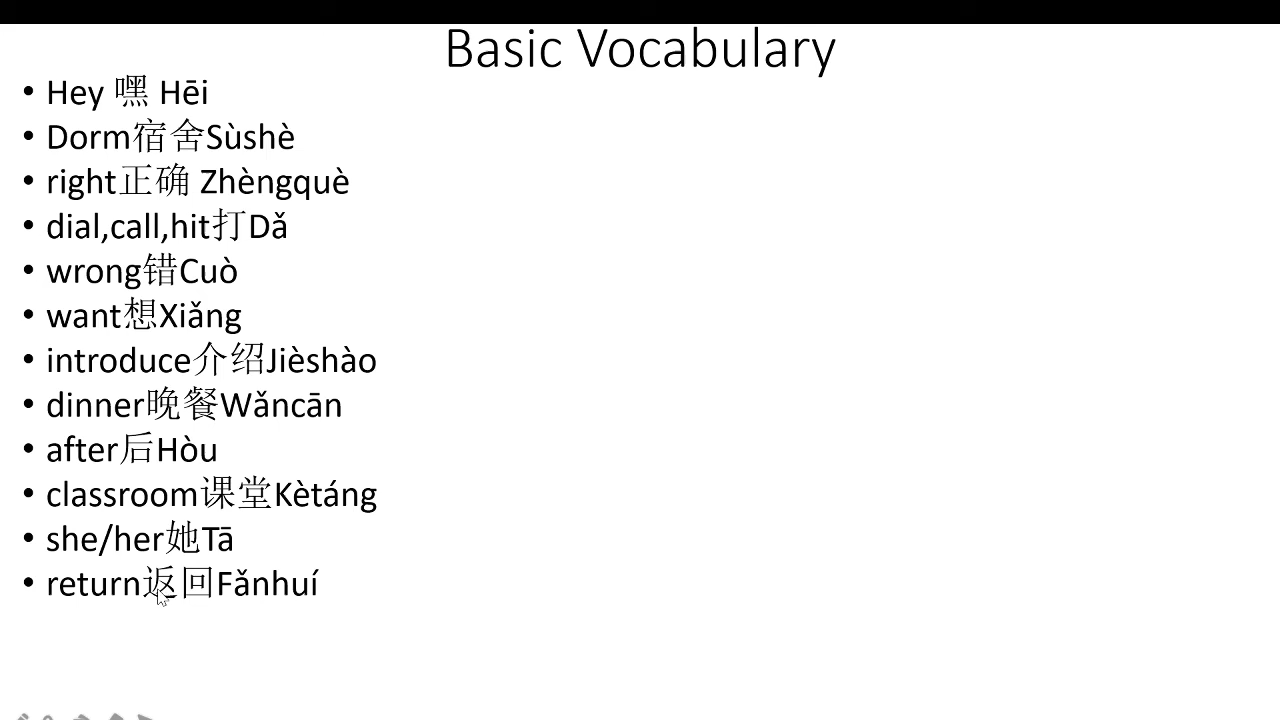 Basic Vocabulary
• Hey 嘿 Hēi
• Dorm宿舍Sùshè
• right正确 Zhèngquè
• dial,call,hit打Dǎ
• wrong错Cuò
• want想Xiǎng
• introduce介绍Jièshào
• dinner晚餐Wǎncān
• after后Hòu
• classroom课堂Kètáng
• she/her她Tā
• return返回Fǎnhuí